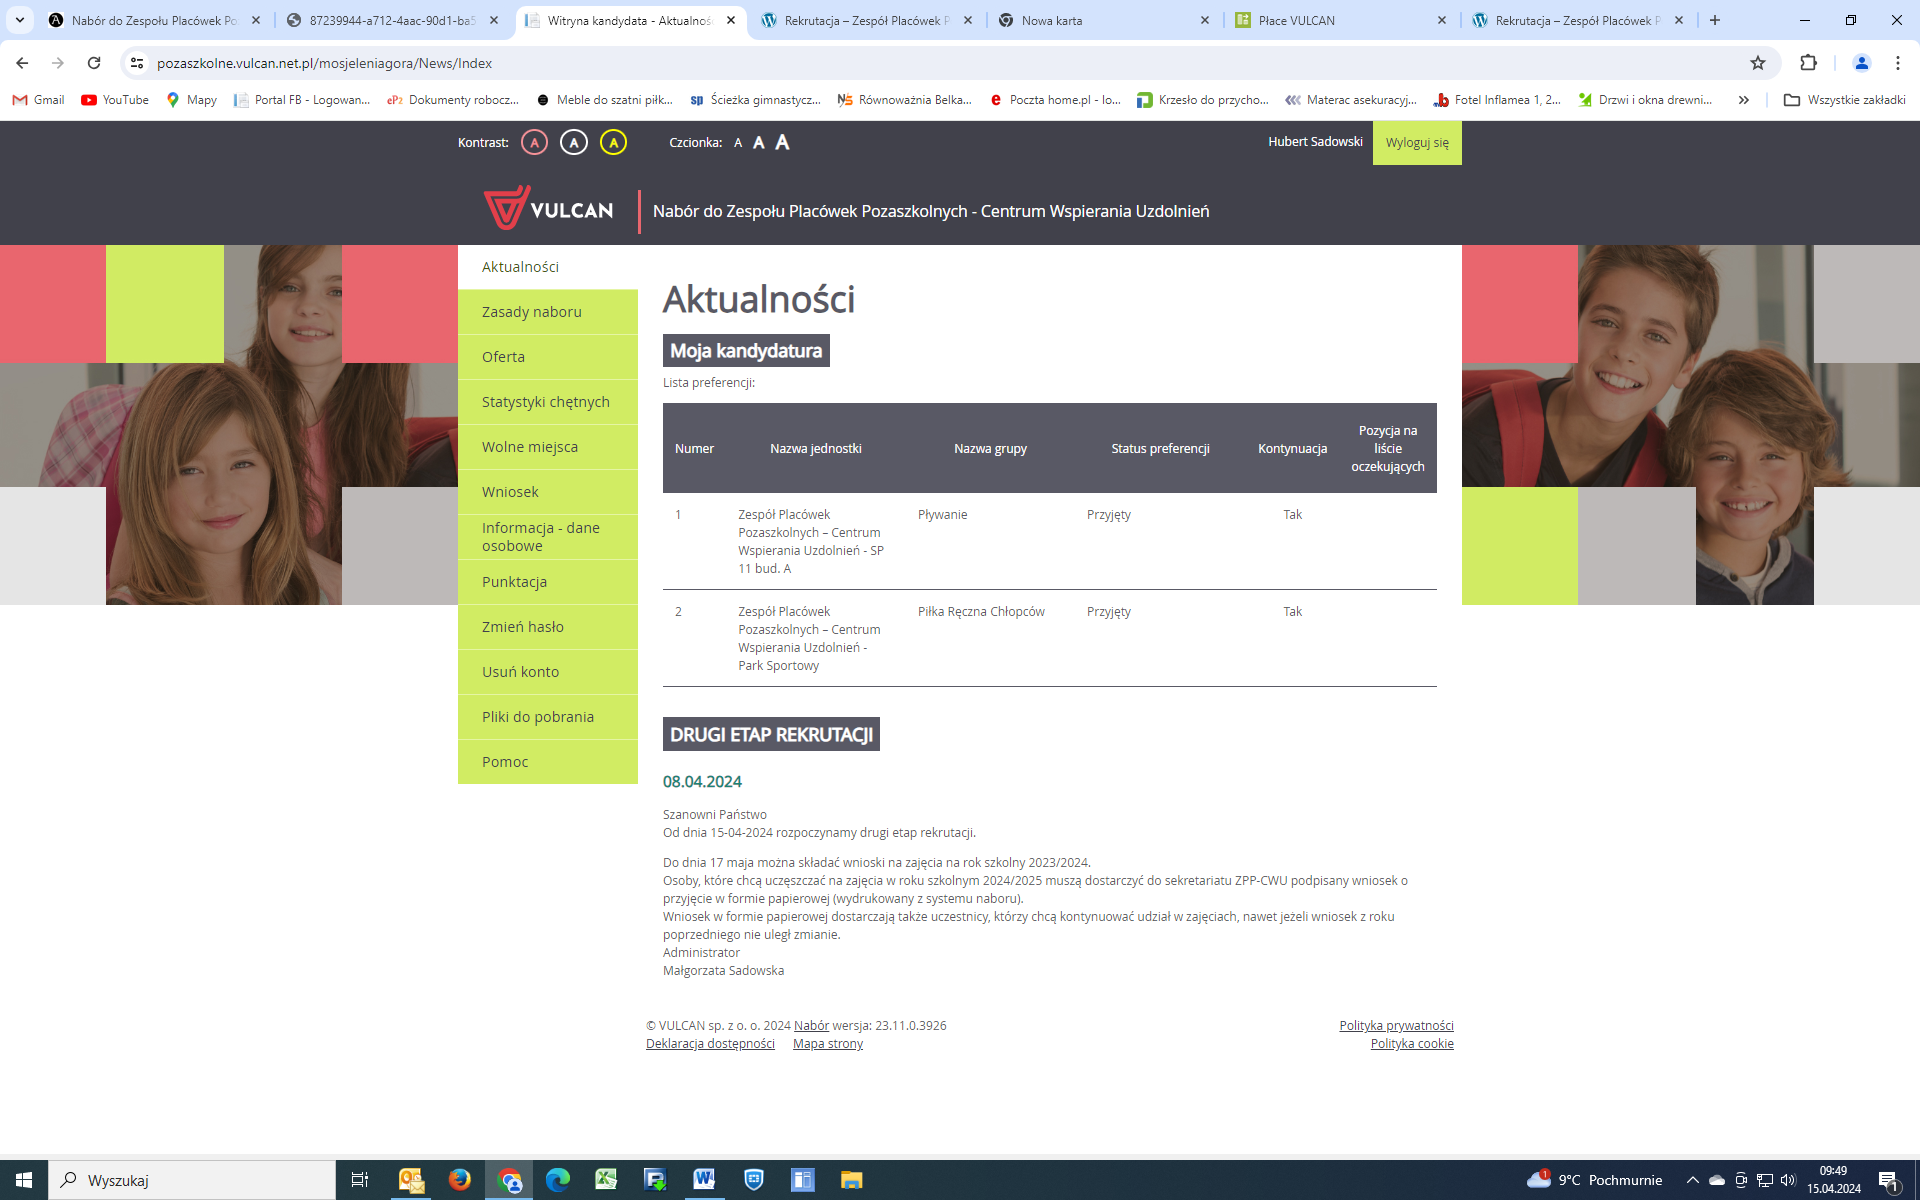 Nabór do Zespołu Placówek Po
87239944-a712-4aac-90d1-ba5
Witryna kandydata - Aktualnośc
Rekrutacja – Zespół Placówek P
Nowa karta
Płace VULCAN
Rekrutacja – Zespół Placówek P
pozaszkolne.vulcan.net.pl/mosjeleniagora/News/Index
Gmail
YouTube
Mapy
Portal FB - Logowan...
Dokumenty robocz...
Meble do szatni piłk...
Ścieżka gimnastycz...
Równoważnia Belka...
Poczta home.pl - lo...
Krzesło do przycho...
Materac asekuracyj...
Fotel Inflamea 1, 2...
Drzwi i okna drewni...
Wszystkie zakładki
Kontrast: A A A Czcionka: A A A
Hubert Sadowski
Wyloguj się
VULCAN
Nabór do Zespołu Placówek Pozaszkolnych - Centrum Wspierania Uzdolnień
Aktualności
Zasady naboru
Oferta
Statystyki chętnych
Wolne miejsca
Wniosek
Informacja - dane
osobowe
Punktacja
Zmień hasło
Usuń konto
Pliki do pobrania
Pomoc
Aktualności
Moja kandydatura
Lista preferencji:
Numer Nazwa jednostki Nazwa grupy Status preferencji Kontynuacja Pozycja na
liście
oczekujących
1 Zespół Placówek Pływanie Przyjęty Tak
Pozaszkolnych – Centrum
Wspierania Uzdolnień - SP
11 bud. A
2 Zespół Placówek Piłka Ręczna Chłopców Przyjęty Tak
Pozaszkolnych – Centrum
Wspierania Uzdolnień -
Park Sportowy
DRUGI ETAP REKRUTACJI
08.04.2024
Szanowni Państwo
Od dnia 15-04-2024 rozpoczynamy drugi etap rekrutacji.
Do dnia 17 maja można składać wnioski na zajęcia na rok szkolny 2023/2024.
Osoby, które chcą uczęszczać na zajęcia w roku szkolnym 2024/2025 muszą dostarczyć do sekretariatu ZPP-CWU podpisany wniosek o
przyjęcie w formie papierowej (wydrukowany z systemu naboru).
Wniosek w formie papierowej dostarczają także uczestnicy, którzy chcą kontynuować udział w zajęciach, nawet jeżeli wniosek z roku
poprzedniego nie uległ zmianie.
Administrator
Małgorzata Sadowska
© VULCAN sp. z o. o. 2024 Nabór wersja: 23.11.0.3926
Polityka prywatności
Deklaracja dostępności Mapa strony
Polityka cookie
Wyszukaj
9°C Pochmurnie
09:49
15.04.2024